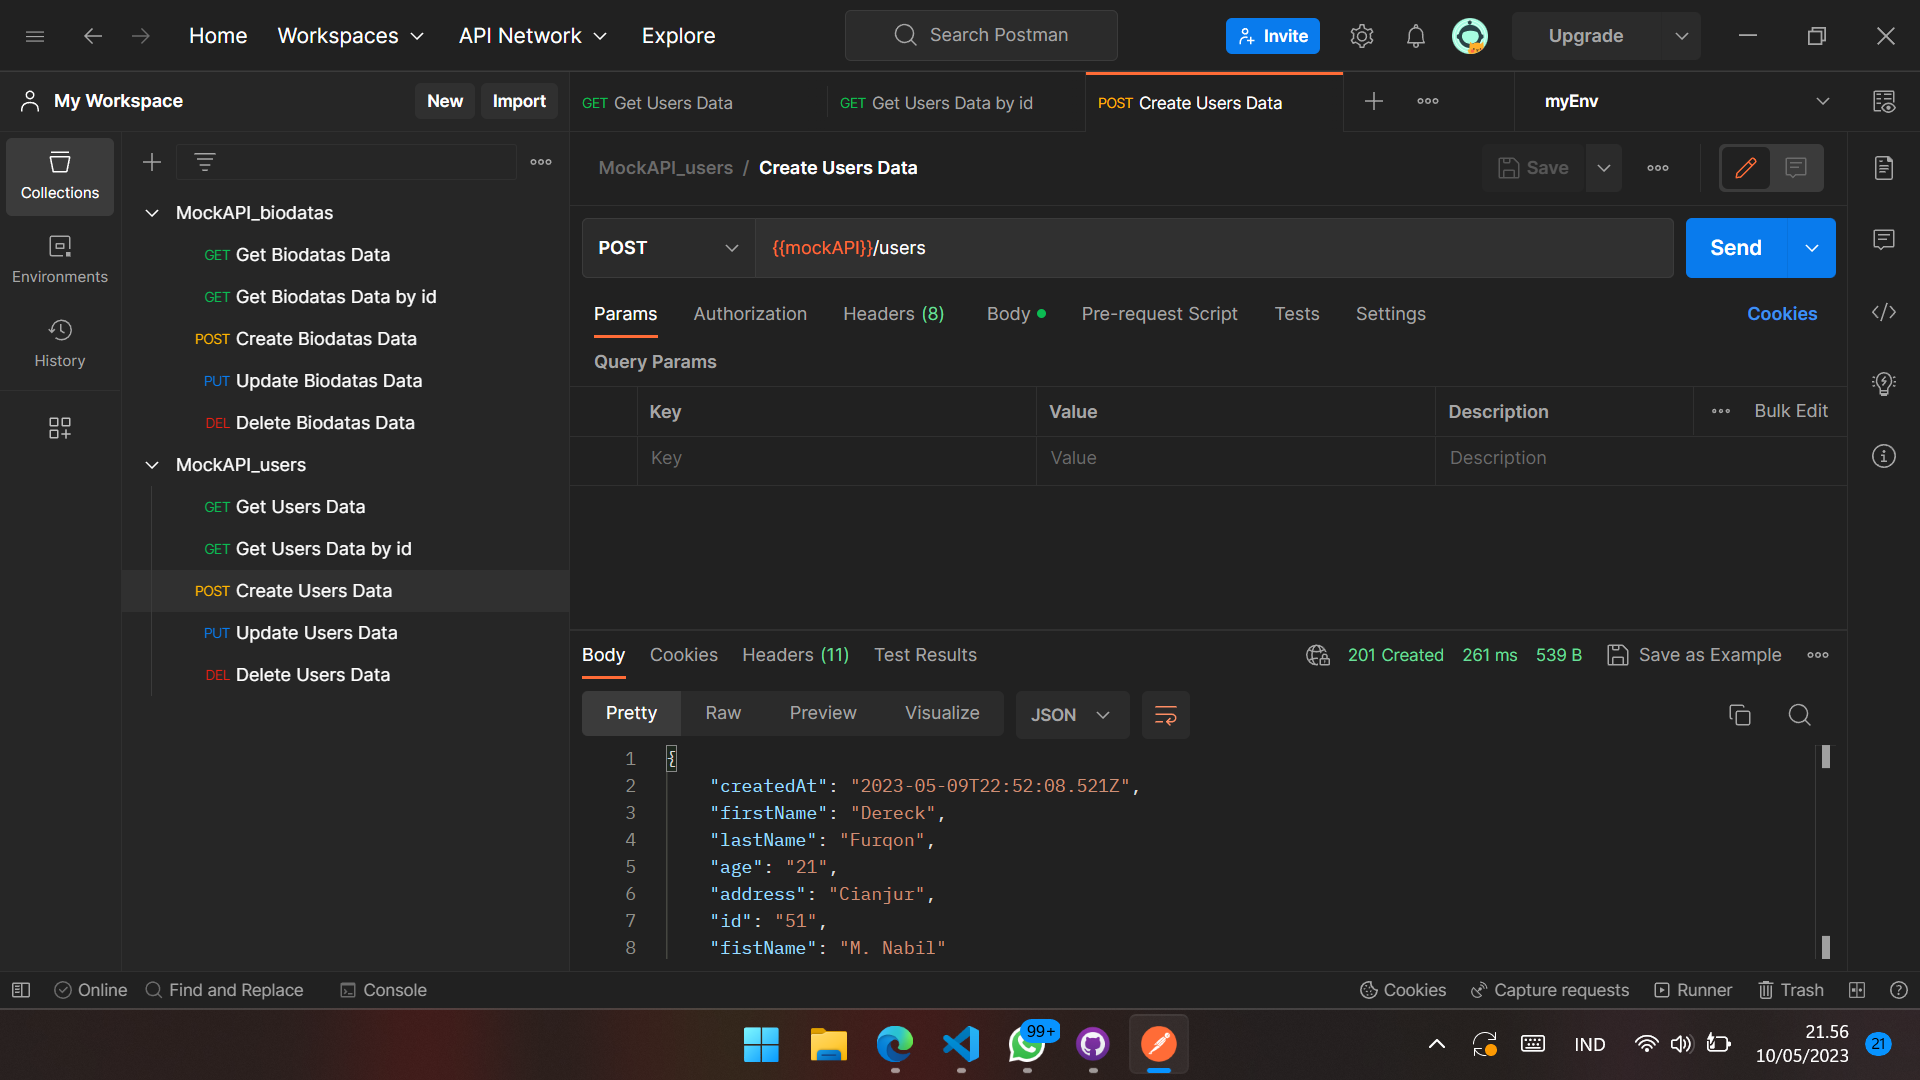 Home Workspaces API Network Explore Search Postman Invite Upgrade
My Workspace New Import GET Get Users Data GET Get Users Data by id POST Create Users Data myEnv
Collections
Environments
History
MockAPI_biodatas
GET Get Biodatas Data
GET Get Biodatas Data by id
POST Create Biodatas Data
PUT Update Biodatas Data
DEL Delete Biodatas Data
MockAPI_users
GET Get Users Data
GET Get Users Data by id
POST Create Users Data
PUT Update Users Data
DEL Delete Users Data
MockAPI_users / Create Users Data Save
POST {{mockAPI}}/users Send
Params Authorization Headers (8) Body Pre-request Script Tests Settings Cookies
Query Params
Key Value Description Bulk Edit
Key Value Description
Body Cookies Headers (11) Test Results 201 Created 261 ms 539 B Save as Example
Pretty Raw Preview Visualize JSON
1 {
2 "createdAt": "2023-05-09T22:52:08.521Z",
3 "firstName": "Dereck",
4 "lastName": "Furqon",
5 "age": "21",
6 "address": "Cianjur",
7 "id": "51",
8 "fistName": "M. Nabil"
Online Find and Replace Console Cookies Capture requests Runner Trash
99+ IND 21.56
10/05/2023 21